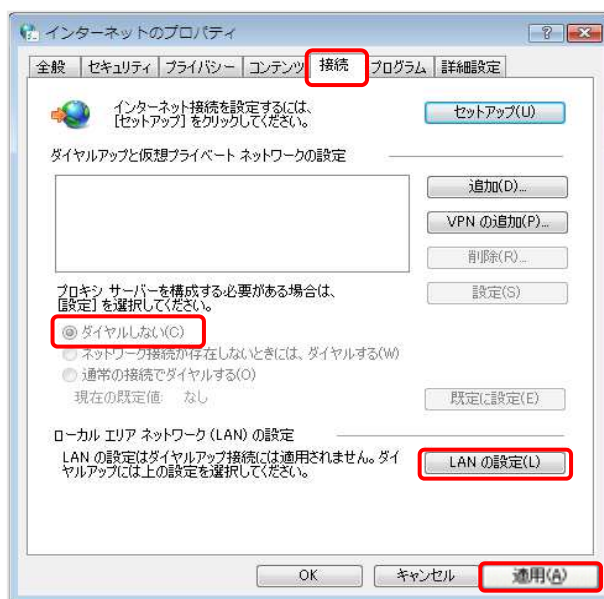 インターネットのプロパティ
全般 セキュリティ プライバシー コンテンツ 接続 プログラム 詳細設定
インターネット接続を設定するには、
[セットアップ] をクリックしてください。
セットアップ(U)
ダイヤルアップと仮想プライベート ネットワークの設定
追加(D)...
VPN の追加(P)...
削除(R)...
プロキシ サーバーを構成する必要がある場合は、
[設定] を選択してください。
設定(S)
ダイヤルしない(C)
ネットワーク接続が存在しないときには、ダイヤルする(W)
通常の接続でダイヤルする(O)
現在の既定値: なし
既定に設定(E)
ローカル エリア ネットワーク (LAN) の設定
LAN の設定はダイヤルアップ接続には適用されません。ダイ
ヤルアップには上の設定を選択してください。
LAN の設定(L)
OK キャンセル 適用(A)